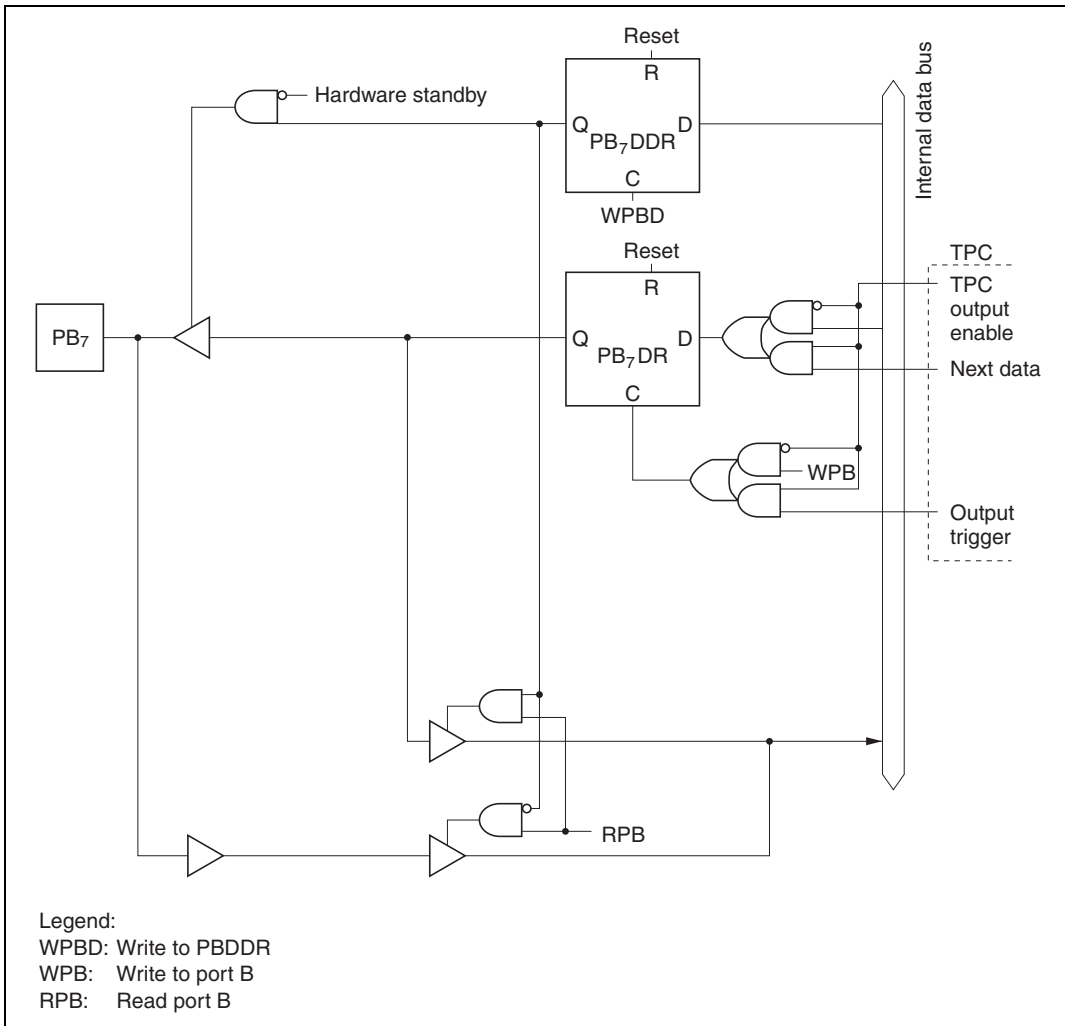 Reset
R
Hardware standby
Q
PB₇DDR
D
C
WPBD
Internal data bus
Reset
R
TPC
TPC
output
enable
PB₇
Q
PB₇DR
D
C
Next data
WPB
Output
trigger
RPB
Legend:
WPBD: Write to PBDDR
WPB: Write to port B
RPB: Read port B